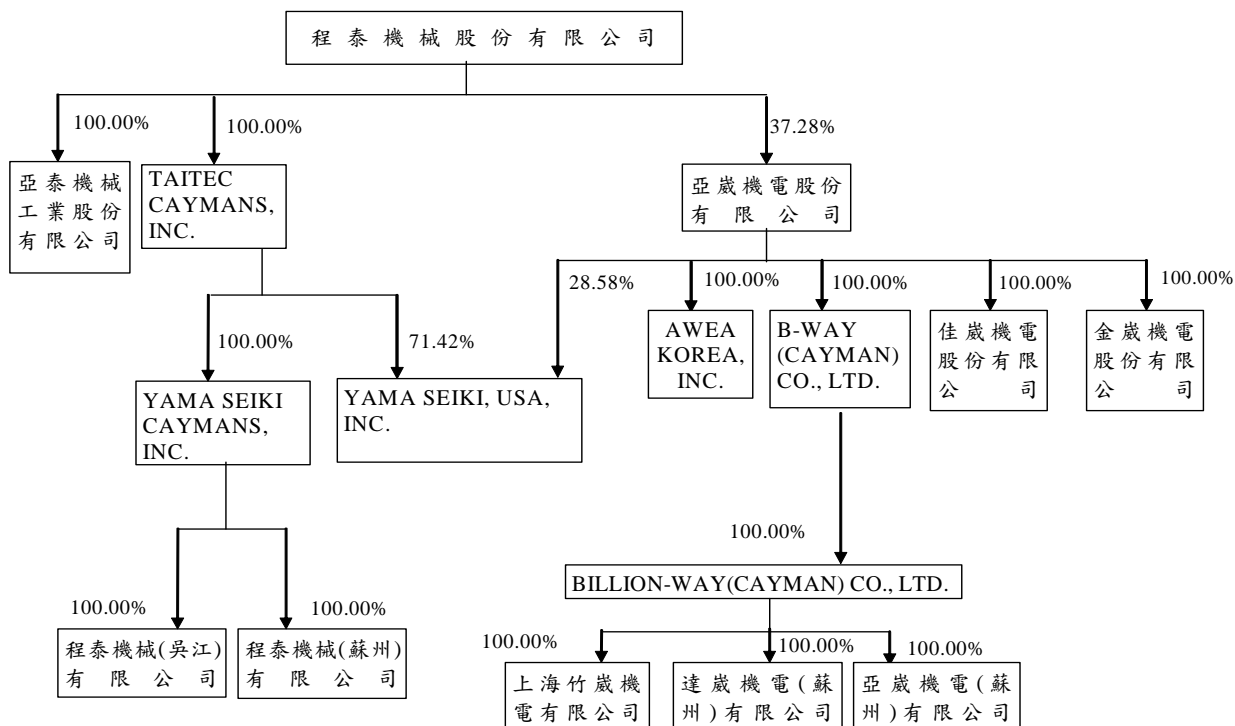 程泰機械股份有限公司
100.00%
100.00%
37.28%
亞泰機械
工業股份
有限公司
TAITEC
CAYMANS,
INC.
亞崴機電股份
有限公司
100.00%
71.42%
28.58%
100.00%
100.00%
100.00%
100.00%
YAMA SEIKI
CAYMANS,
INC.
YAMA SEIKI, USA,
INC.
AWEA
KOREA,
INC.
B-WAY
(CAYMAN)
CO., LTD.
佳崴機電
股份有限
公司
金崴機電
股份有限
公司
100.00%
BILLION-WAY(CAYMAN) CO., LTD.
100.00%
100.00%
程泰機械(吳江)
有限公司
程泰機械(蘇州)
有限公司
100.00%
100.00%
100.00%
上海竹崴機
電有限公司
達崴機電(蘇
州)有限公司
亞崴機電(蘇
州)有限公司